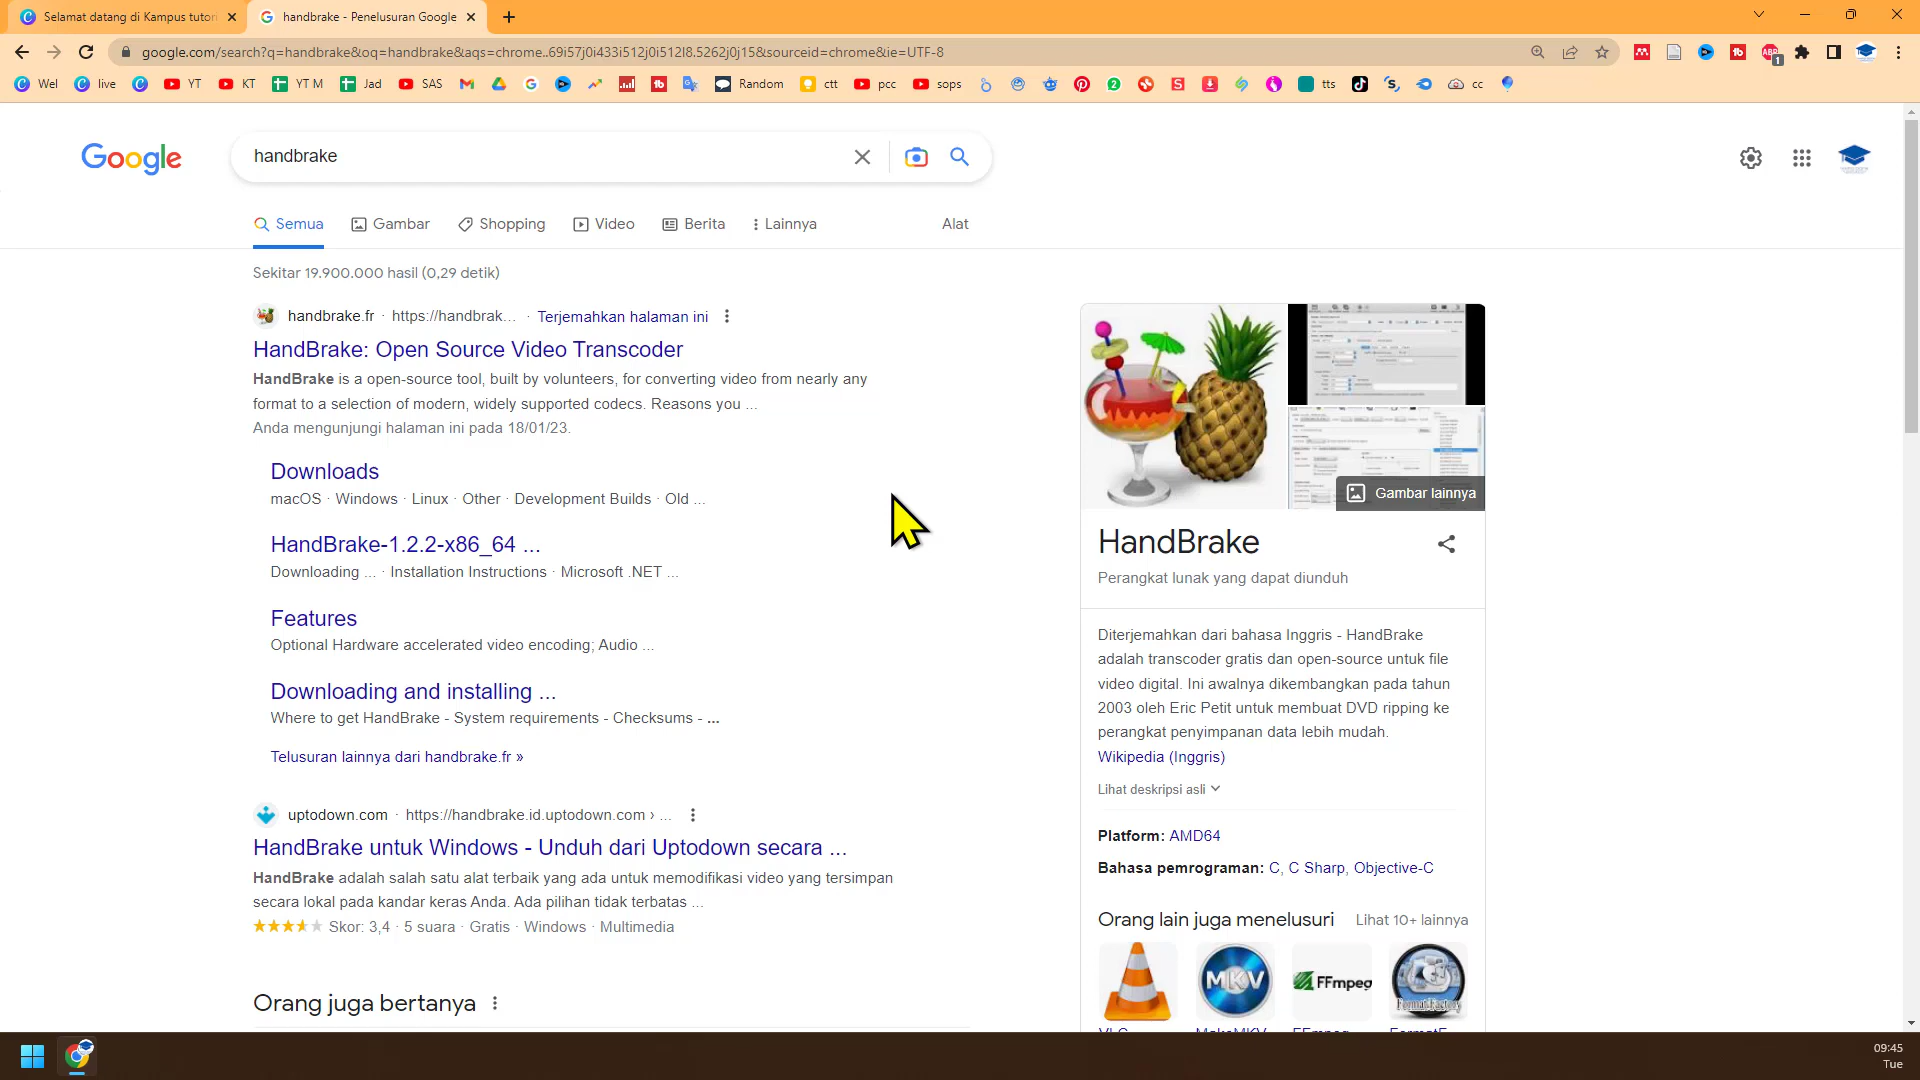 Selamat datang di Kampus tutori
handbrake - Penelusuran Google
google.com/search?q=handbrake&oq=handbrake&aqs=chrome..69i57j0i433i512j0i512l8.5262j0j15&sourceid=chrome&ie=UTF-8
Wel live YT KT YT M Jad SAS Random ctt pcc sops tts cc
Google
handbrake
Semua Gambar Shopping Video Berita Lainnya Alat
Sekitar 19.900.000 hasil (0,29 detik)
handbrake.fr · https://handbrak... · Terjemahkan halaman ini
HandBrake: Open Source Video Transcoder
HandBrake is a open-source tool, built by volunteers, for converting video from nearly any
format to a selection of modern, widely supported codecs. Reasons you ...
Anda mengunjungi halaman ini pada 18/01/23.
Downloads
macOS · Windows · Linux · Other · Development Builds · Old ...
HandBrake-1.2.2-x86_64 ...
Downloading ... · Installation Instructions · Microsoft .NET ...
Features
Optional Hardware accelerated video encoding; Audio ...
Downloading and installing ...
Where to get HandBrake - System requirements - Checksums - ...
Telusuran lainnya dari handbrake.fr »
uptodown.com · https://handbrake.id.uptodown.com › ...
HandBrake untuk Windows - Unduh dari Uptodown secara ...
HandBrake adalah salah satu alat terbaik yang ada untuk memodifikasi video yang tersimpan
secara lokal pada kandar keras Anda. Ada pilihan tidak terbatas ...
Skor: 3,4 · 5 suara · Gratis · Windows · Multimedia
Orang juga bertanya
Gambar lainnya
HandBrake
Perangkat lunak yang dapat diunduh
Diterjemahkan dari bahasa Inggris - HandBrake
adalah transcoder gratis dan open-source untuk file
video digital. Ini awalnya dikembangkan pada tahun
2003 oleh Eric Petit untuk membuat DVD ripping ke
perangkat penyimpanan data lebih mudah.
Wikipedia (Inggris)
Lihat deskripsi asli
Platform: AMD64
Bahasa pemrograman: C, C Sharp, Objective-C
Orang lain juga menelusuri Lihat 10+ lainnya
MKV
FFmpeg
Format Factory
VLC MakeMKV FFmpeg FormatF
09:45
Tue